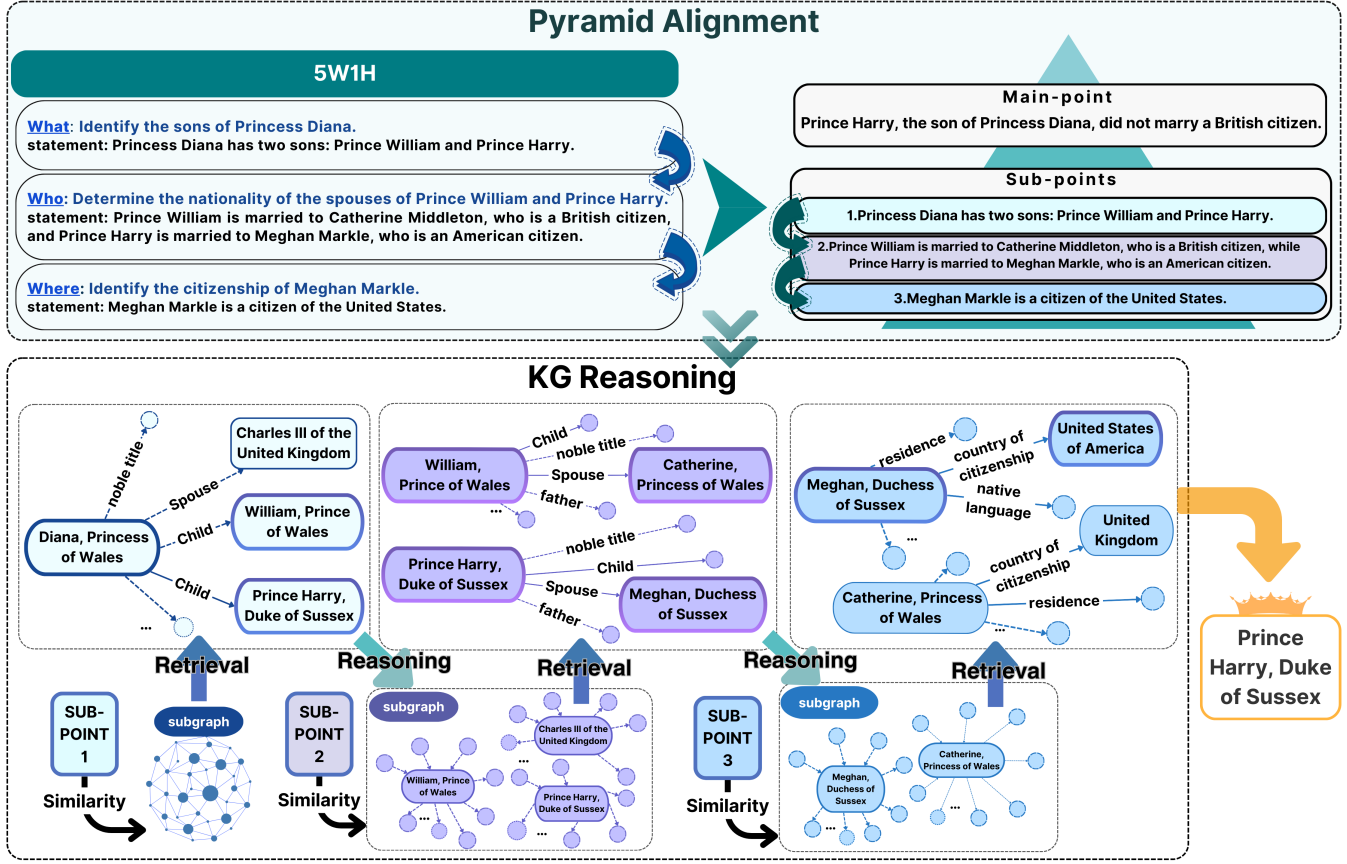 Pyramid Alignment
5W1H
What: Identify the sons of Princess Diana.
statement: Princess Diana has two sons: Prince William and Prince Harry.
Who: Determine the nationality of the spouses of Prince William and Prince Harry.
statement: Prince William is married to Catherine Middleton, who is a British citizen,
and Prince Harry is married to Meghan Markle, who is an American citizen.
Where: Identify the citizenship of Meghan Markle.
statement: Meghan Markle is a citizen of the United States.
Main-point
Prince Harry, the son of Princess Diana, did not marry a British citizen.
Sub-points
1.Princess Diana has two sons: Prince William and Prince Harry.
2.Prince William is married to Catherine Middleton, who is a British citizen, while
Prince Harry is married to Meghan Markle, who is an American citizen.
3.Meghan Markle is a citizen of the United States.
KG Reasoning
noble title
Charles III of the
United Kingdom
Spouse
William, Prince
of Wales
Child
Diana, Princess
of Wales
Child
Prince Harry,
Duke of Sussex
...
Child
noble title
William,
Prince of Wales
Spouse
Catherine,
Princess of Wales
father
...
noble title
Prince Harry,
Duke of Sussex
Child
Spouse
Meghan, Duchess
of Sussex
father
residence
country of
citizenship
United States
of America
Meghan, Duchess
of Sussex
native
language
...
United
Kingdom
country of
citizenship
Catherine, Princess
of Wales
residence
...
Retrieval
Reasoning
Retrieval
Reasoning
Retrieval
Prince
Harry, Duke
of Sussex
SUB-
POINT
1
Similarity
subgraph
SUB-
POINT
2
Similarity
subgraph
Charles III of the
United Kingdom
...
William, Prince
of Wales
...
Prince Harry,
Duke of Sussex
...
SUB-
POINT
3
Similarity
subgraph
Meghan,
Duchess of
Sussex
...
Catherine,
Princess of Wales
...